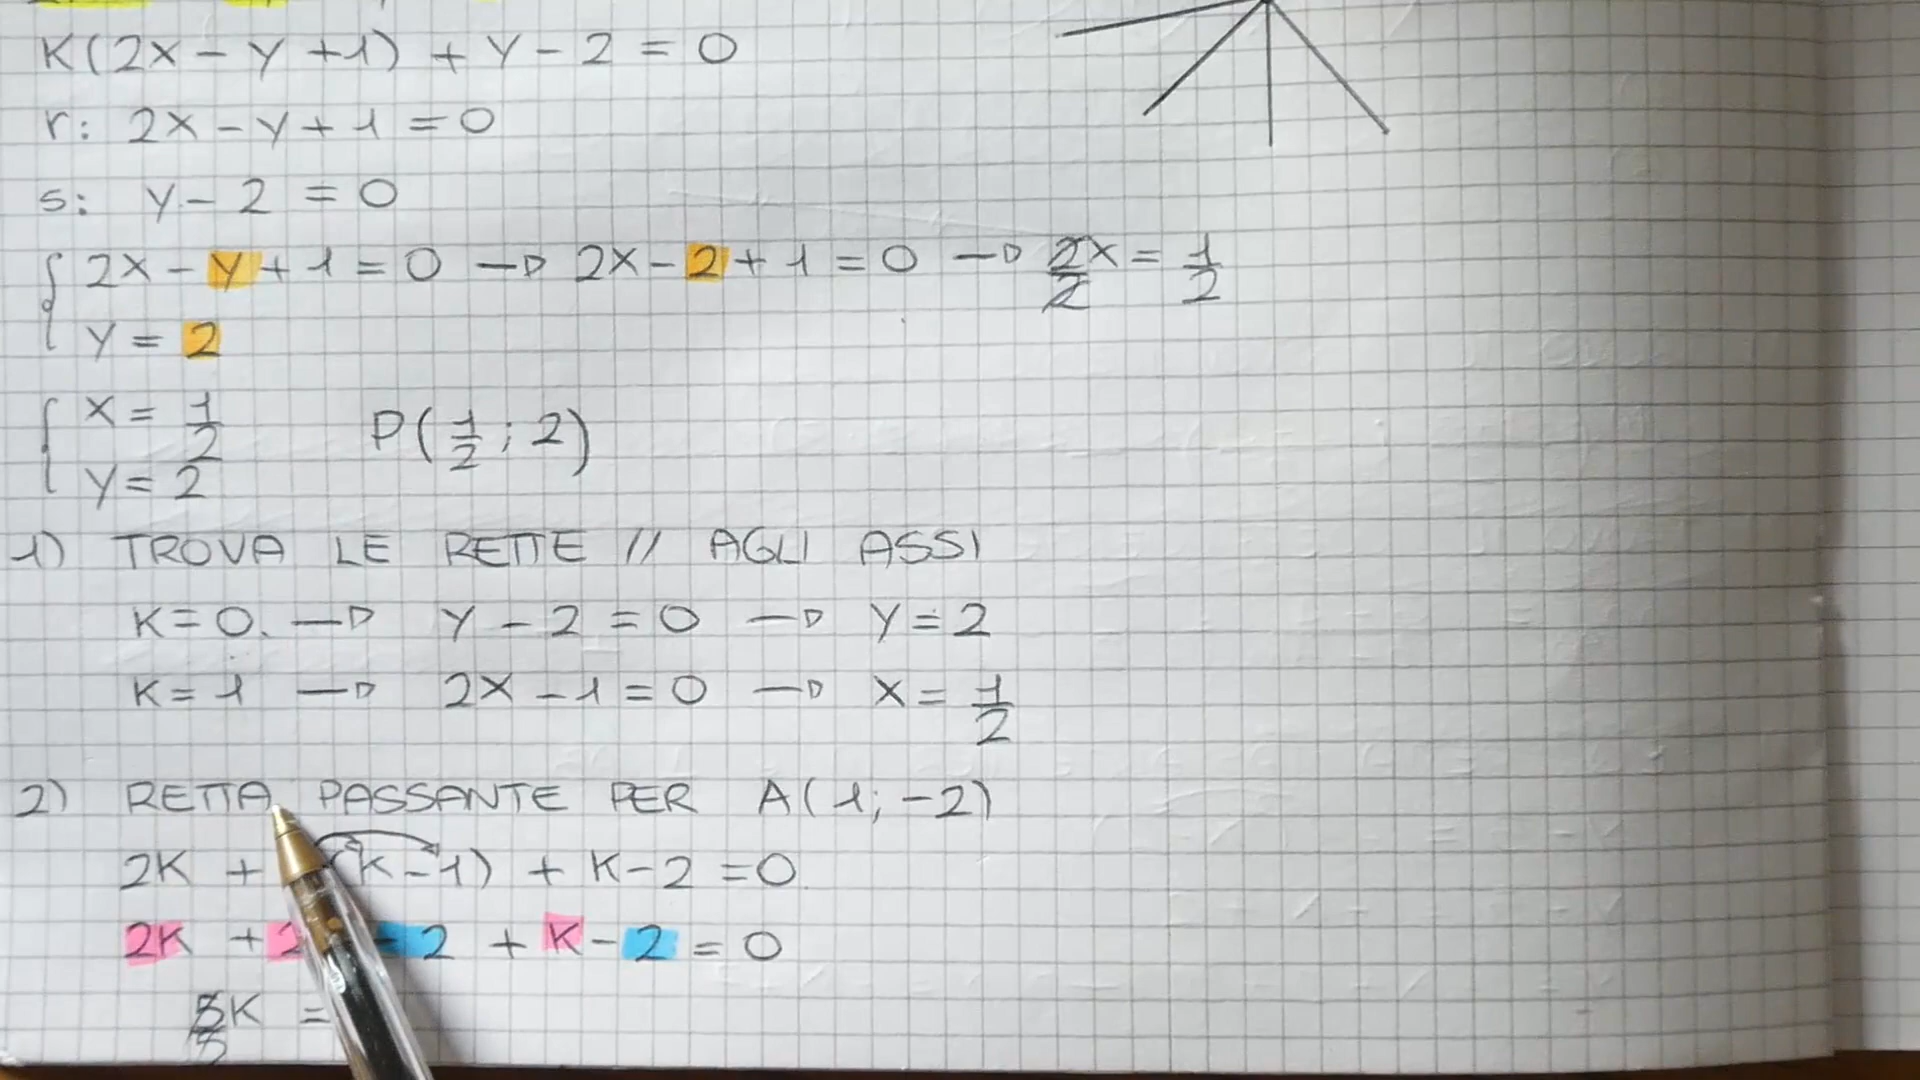 K(2x - y + 1) + y - 2 = 0
r: 2x - y + 1 = 0
s: y - 2 = 0
2x - y + 1 = 0 → 2x - 2 + 1 = 0 → 2x/2 = 1/2
y = 2
x = 1/2
y = 2
P(1/2; 2)
1) TROVA LE RETTE // AGLI ASSI
K = 0. → y - 2 = 0 → y = 2
K = 1 → 2x - 1 = 0 → x = 1/2
2) RETTA PASSANTE PER A(1; -2)
2K + (K - 1) + K - 2 = 0
2K + 2 - 2 + K - 2 = 0
5K/5 =